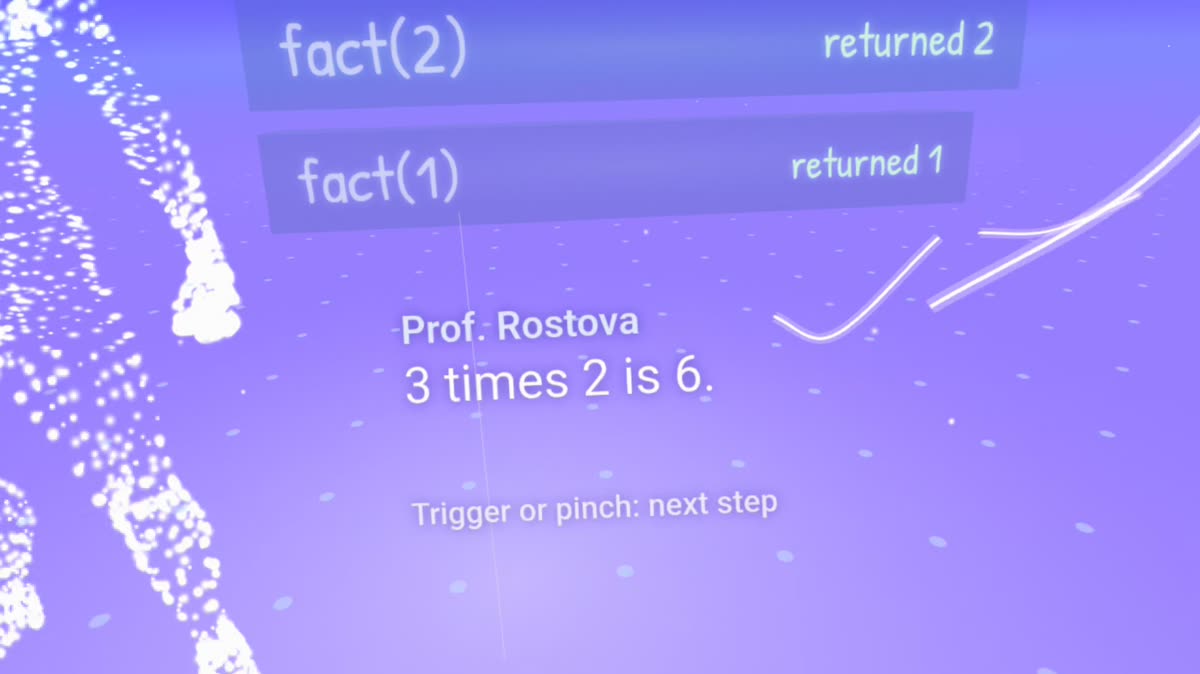 fact(2) returned 2
fact(1) returned 1
Prof. Rostova
3 times 2 is 6.
Trigger or pinch: next step